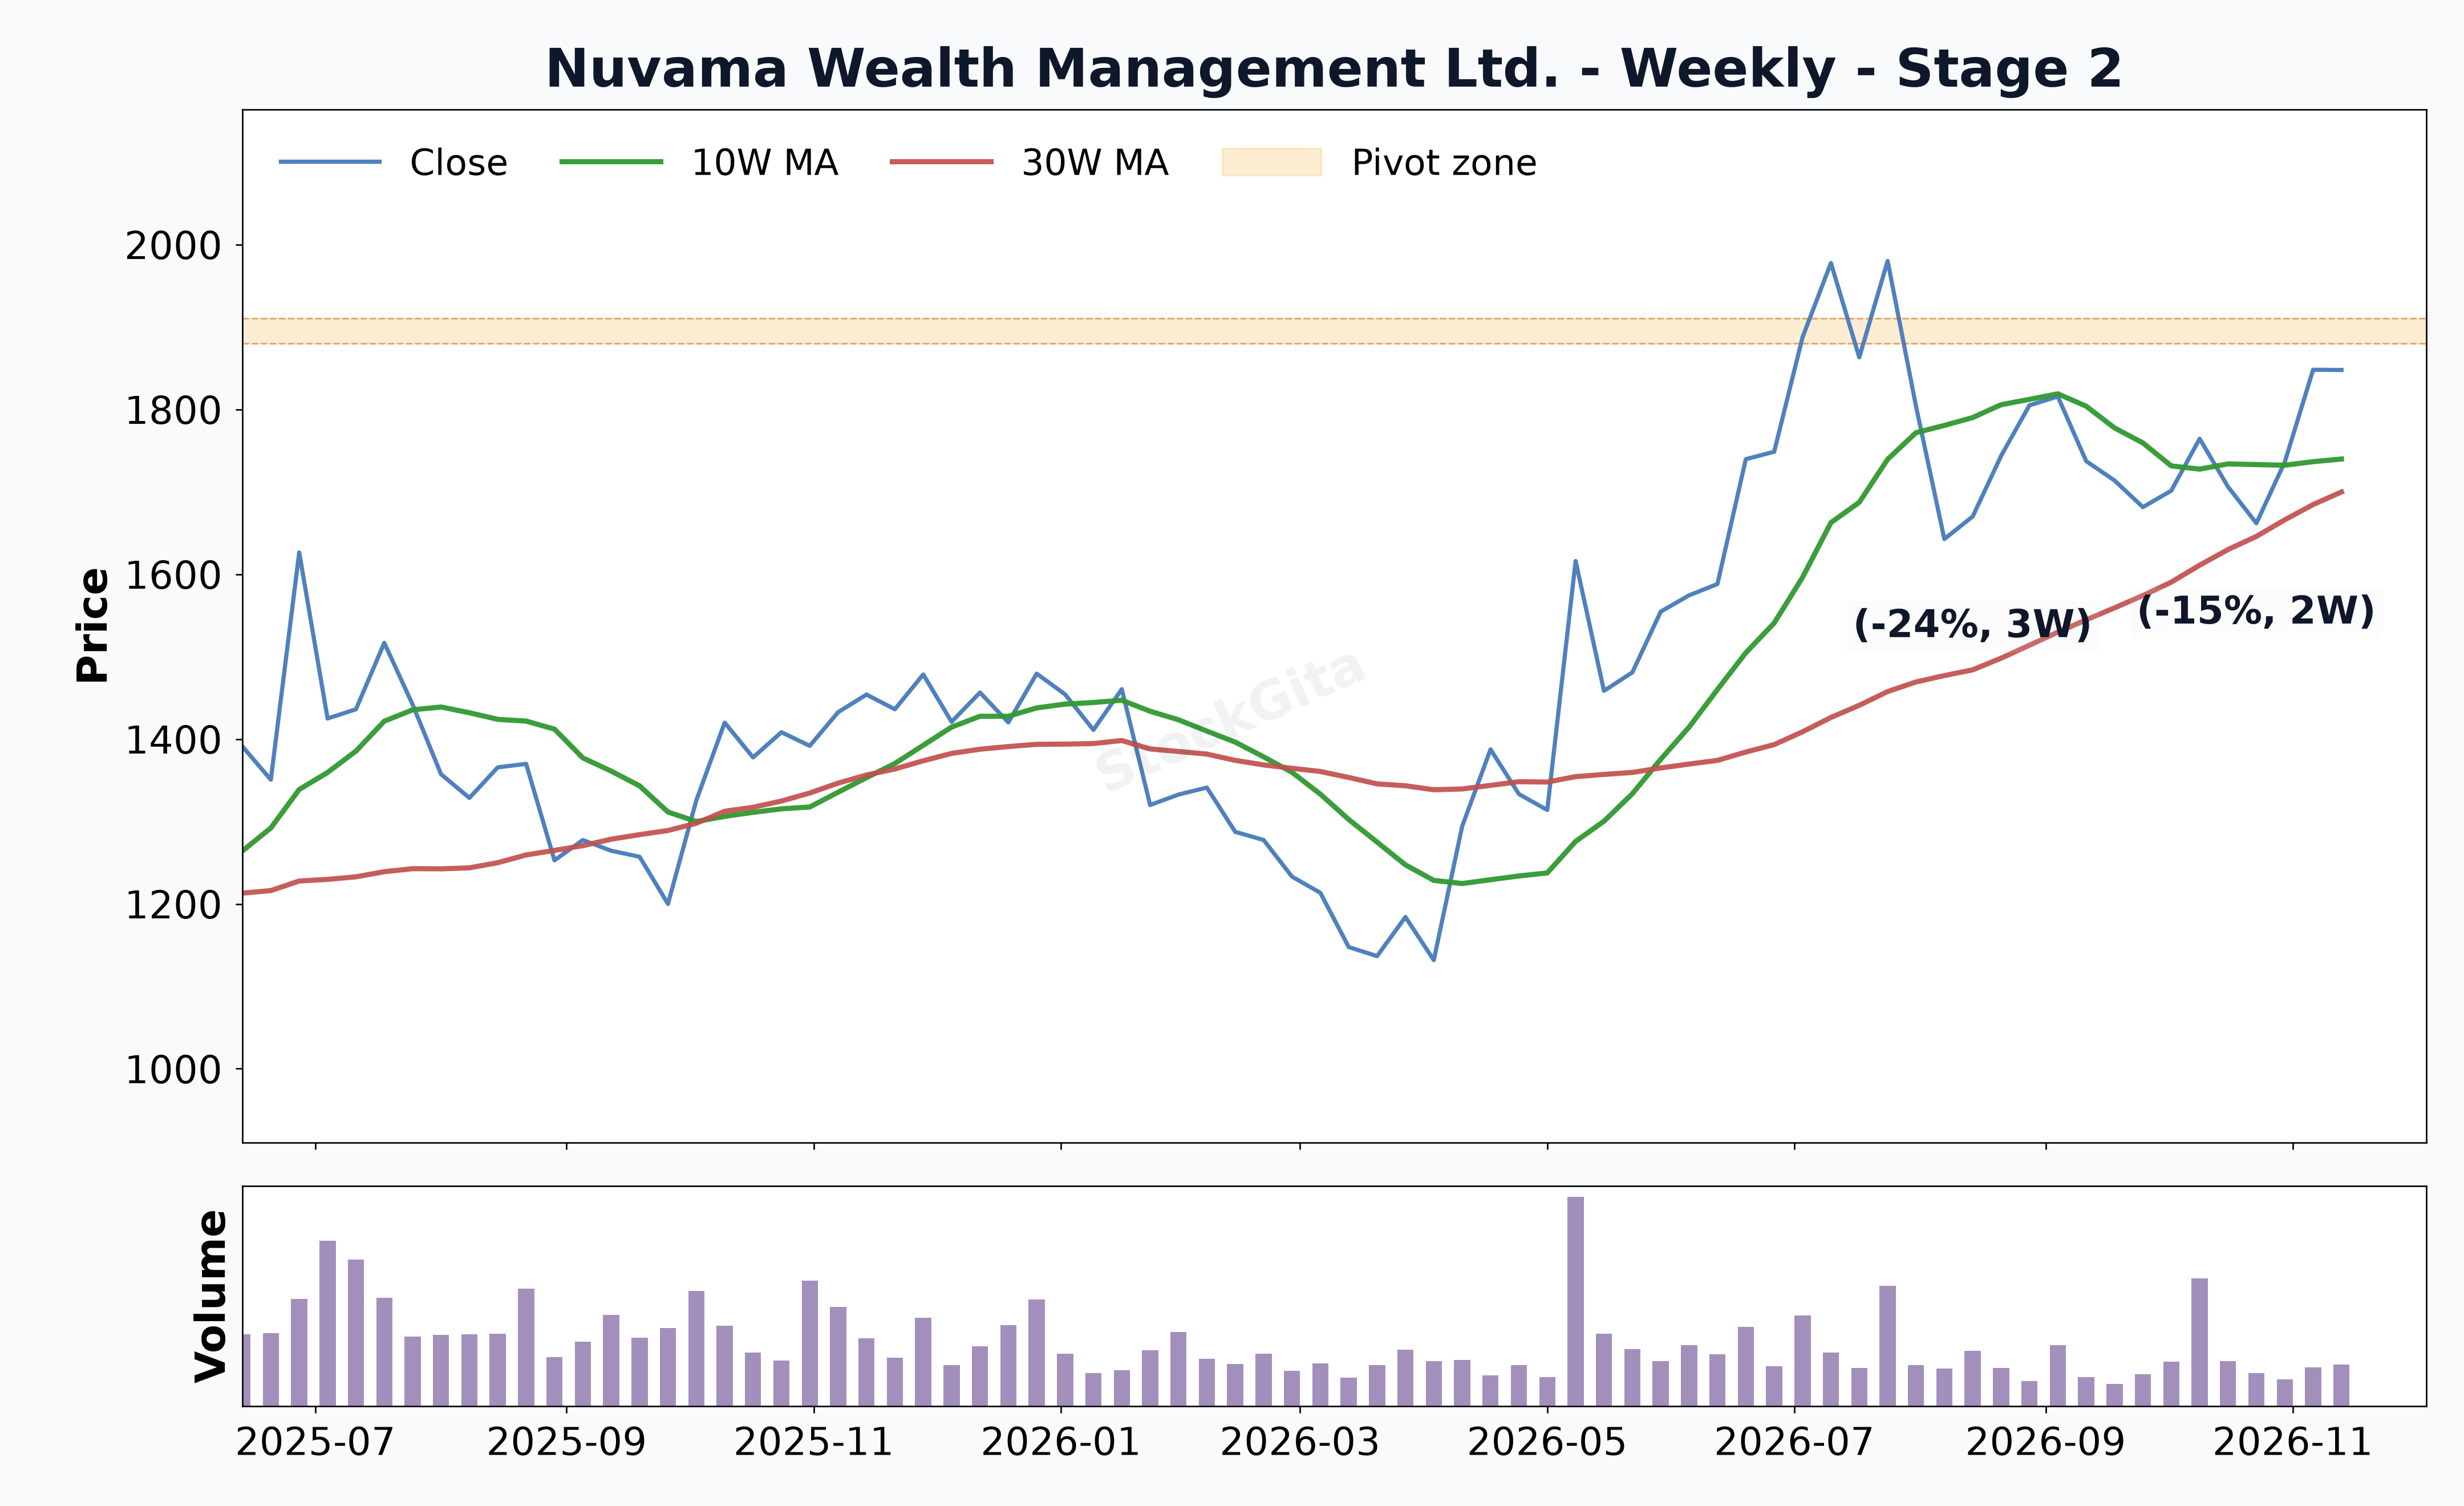 Nuvama Wealth Management Ltd. - Weekly - Stage 2
Close 10W MA 30W MA Pivot zone
2000
1800
1600
1400
1200
1000
Price
(-24%, 3W)
(-15%, 2W)
StockGita
Volume
2025-07 2025-09 2025-11 2026-01 2026-03 2026-05 2026-07 2026-09 2026-11